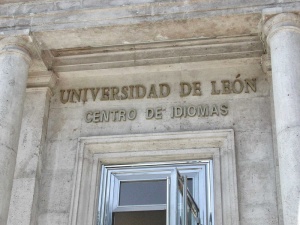 UNIVERSIDAD DE LEÓN
CENTRO DE IDIOMAS